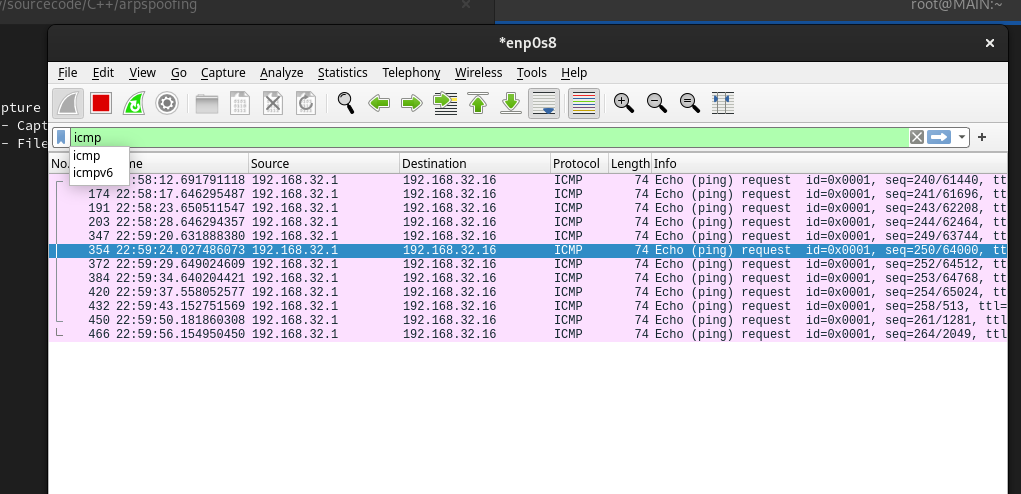 /sourcecode/C++/arpspoofing
root@MAIN:~
*enp0s8
File Edit View Go Capture Analyze Statistics Telephony Wireless Tools Help
pture
- Capt
- File
icmp
icmp
icmpv6
No. me Source Destination Protocol Length Info
:58:12.691791118 192.168.32.1 192.168.32.16 ICMP 74 Echo (ping) request id=0x0001, seq=240/61440, tt
174 22:58:17.646295487 192.168.32.1 192.168.32.16 ICMP 74 Echo (ping) request id=0x0001, seq=241/61696, tt
191 22:58:23.650511547 192.168.32.1 192.168.32.16 ICMP 74 Echo (ping) request id=0x0001, seq=243/62208, tt
203 22:58:28.646294357 192.168.32.1 192.168.32.16 ICMP 74 Echo (ping) request id=0x0001, seq=244/62464, tt
347 22:59:20.631888380 192.168.32.1 192.168.32.16 ICMP 74 Echo (ping) request id=0x0001, seq=249/63744, tt
354 22:59:24.027486073 192.168.32.1 192.168.32.16 ICMP 74 Echo (ping) request id=0x0001, seq=250/64000, tt
372 22:59:29.649024609 192.168.32.1 192.168.32.16 ICMP 74 Echo (ping) request id=0x0001, seq=252/64512, tt
384 22:59:34.640204421 192.168.32.1 192.168.32.16 ICMP 74 Echo (ping) request id=0x0001, seq=253/64768, tt
420 22:59:37.558052577 192.168.32.1 192.168.32.16 ICMP 74 Echo (ping) request id=0x0001, seq=254/65024, tt
432 22:59:43.152751569 192.168.32.1 192.168.32.16 ICMP 74 Echo (ping) request id=0x0001, seq=258/513, ttl=
450 22:59:50.181860308 192.168.32.1 192.168.32.16 ICMP 74 Echo (ping) request id=0x0001, seq=261/1281, ttl
466 22:59:56.154950450 192.168.32.1 192.168.32.16 ICMP 74 Echo (ping) request id=0x0001, seq=264/2049, ttl